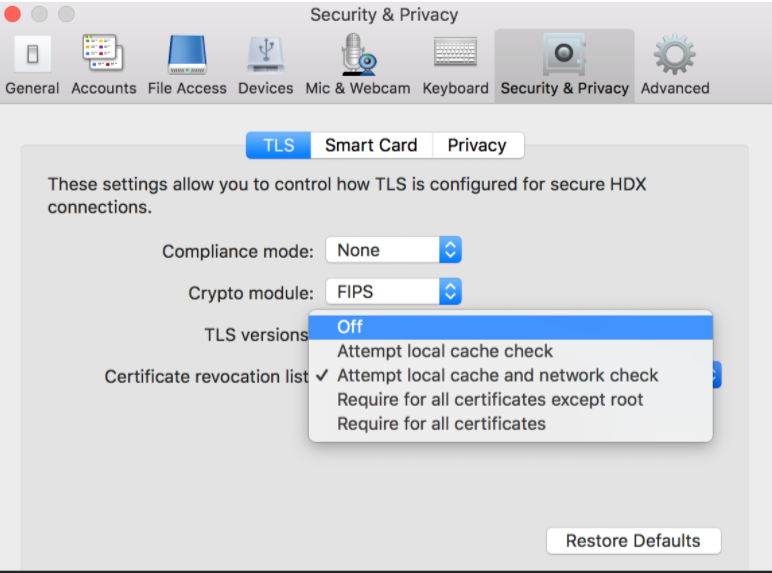 Security & Privacy
General Accounts File Access Devices Mic & Webcam Keyboard Security & Privacy Advanced
TLS Smart Card Privacy
These settings allow you to control how TLS is configured for secure HDX
connections.
Compliance mode: None
Crypto module: FIPS
TLS versions
Off
Attempt local cache check
Certificate revocation list ✓ Attempt local cache and network check
Require for all certificates except root
Require for all certificates
Restore Defaults